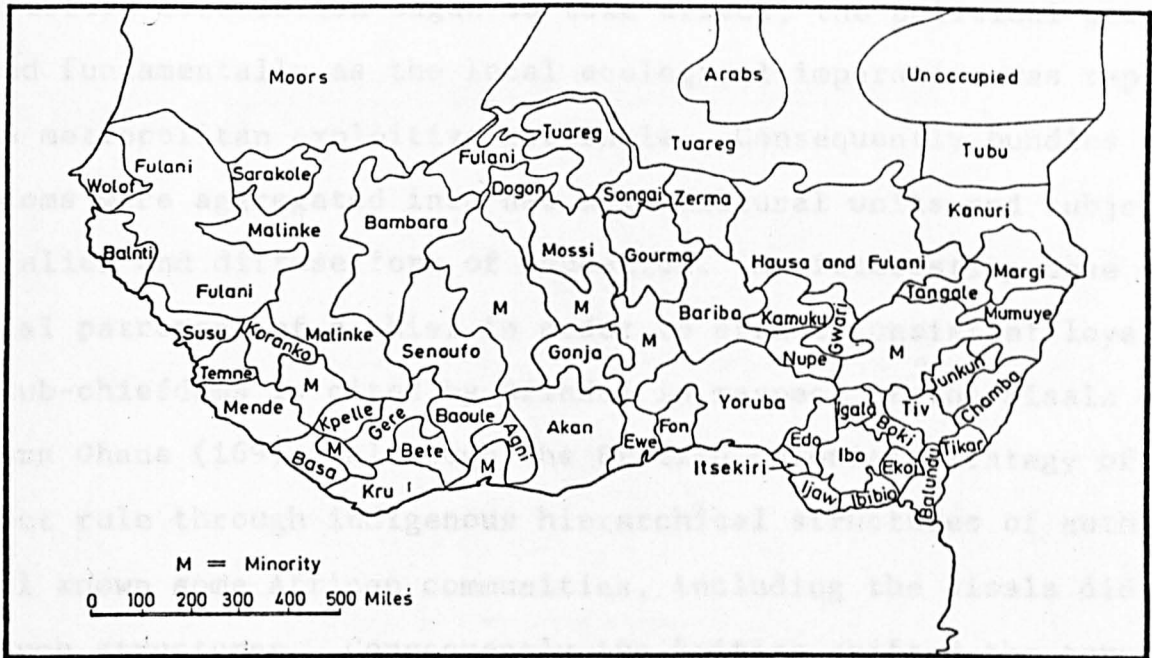 Moors
Arabs
Unoccupied
Tuareg
Tuareg
Fulani
Tubu
Fulani
Sarakole
Dogon
Wolof
Songai
Zerma
Kanuri
Malinke
Bambara
Balnti
Mossi
Gourma
Hausa and Fulani
Margi
Fulani
Tangale
M
M
Bariba
Kamuku
Gwari
Mumuye
Susu
Koranko
Malinke
M
Senoufo
Gonja
Nupe
M
Junkun
Temne
M
Chamba
Mende
Kpelle
Gere
Baoule
Agni
Akan
Yoruba
Igala
Tiv
Baki
Tikar
Ewe
Fon
Edo
Ibo
Ekoi
M
Basa
Bete
M
Itsekiri
Kru
Ijaw
Ibibio
Batundu
M = Minority
0 100 200 300 400 500 Miles